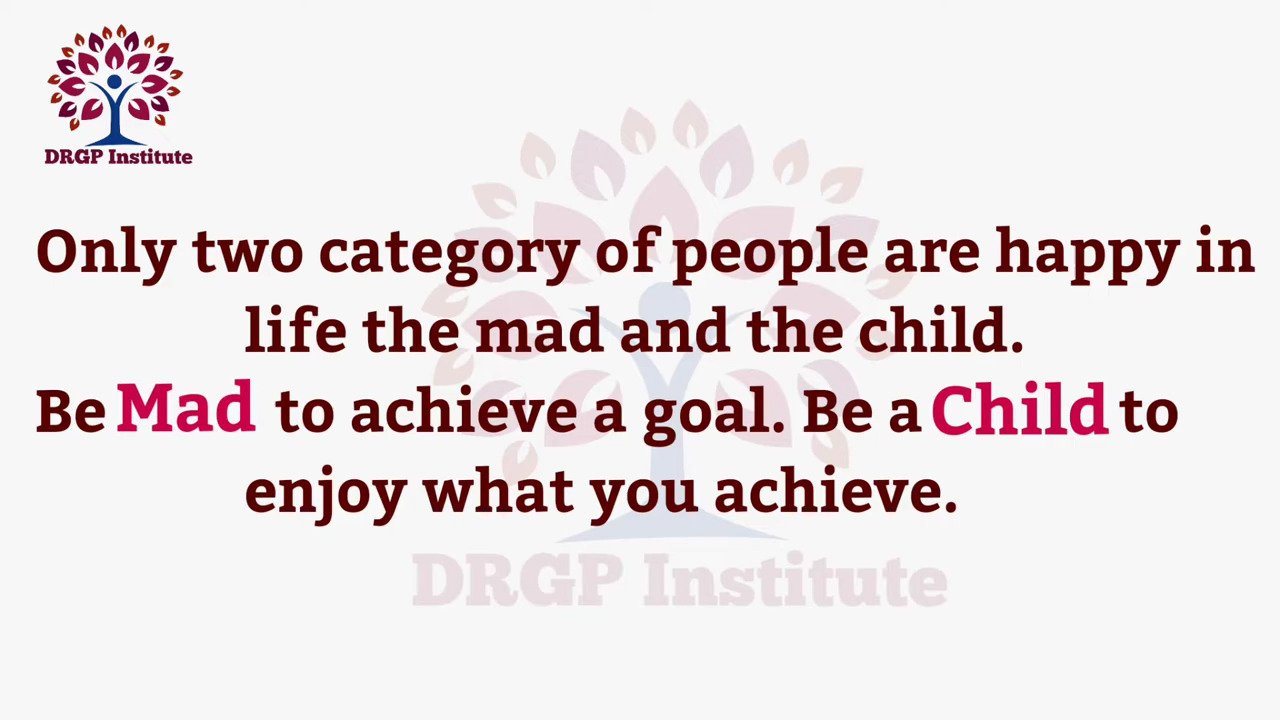 DRGP Institute
Only two category of people are happy in
life the mad and the child.
Be Mad to achieve a goal. Be a Child to
enjoy what you achieve.
DRGP Institute